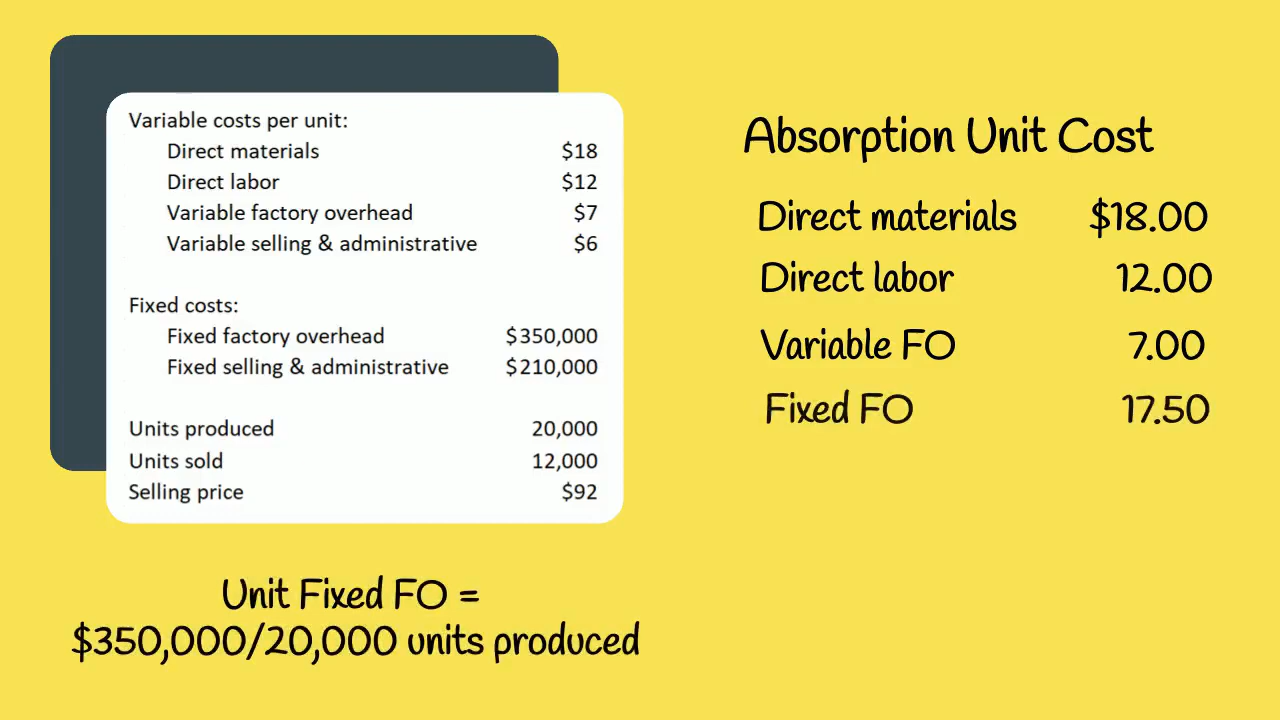 Variable costs per unit:
Direct materials $18
Direct labor $12
Variable factory overhead $7
Variable selling & administrative $6
Fixed costs:
Fixed factory overhead $350,000
Fixed selling & administrative $210,000
Units produced 20,000
Units sold 12,000
Selling price $92
Unit Fixed FO =
$350,000/20,000 units produced
Absorption Unit Cost
Direct materials $18.00
Direct labor 12.00
Variable FO 7.00
Fixed FO 17.50